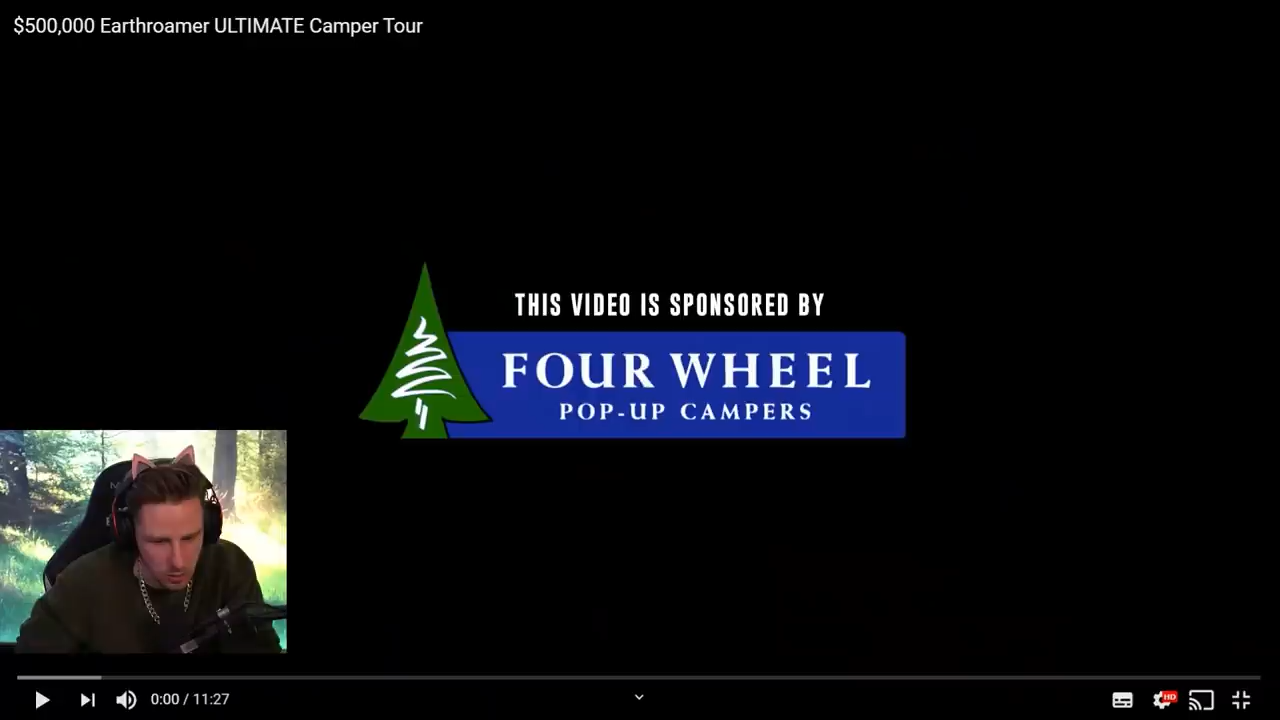 $500,000 Earthroamer ULTIMATE Camper Tour
THIS VIDEO IS SPONSORED BY
FOUR WHEEL
POP-UP CAMPERS
0:00 / 11:27
HD